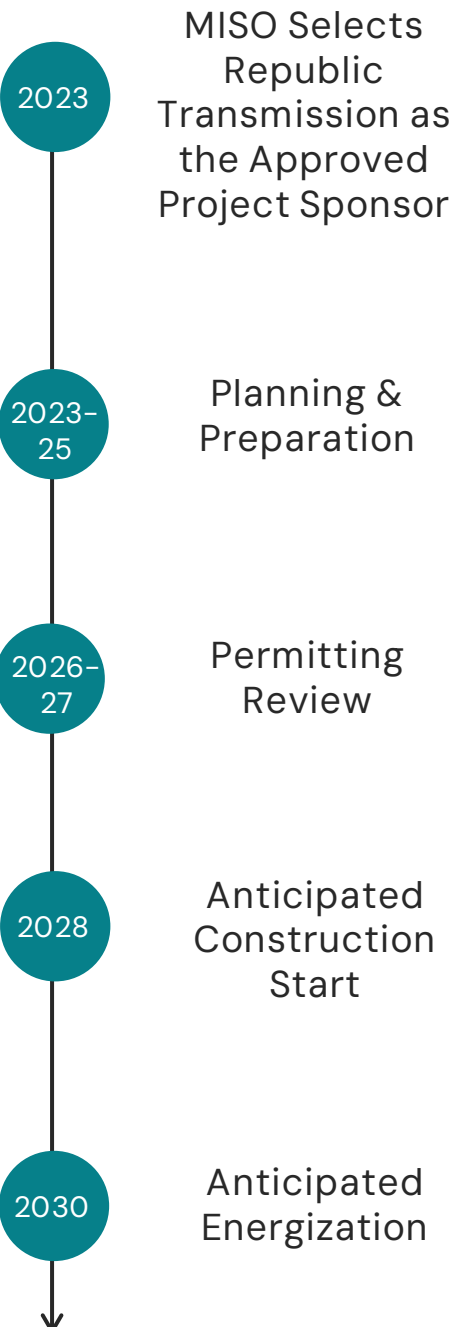 2023
MISO Selects
Republic
Transmission as
the Approved
Project Sponsor
2023-
25
Planning &
Preparation
2026-
27
Permitting
Review
2028
Anticipated
Construction
Start
2030
Anticipated
Energization